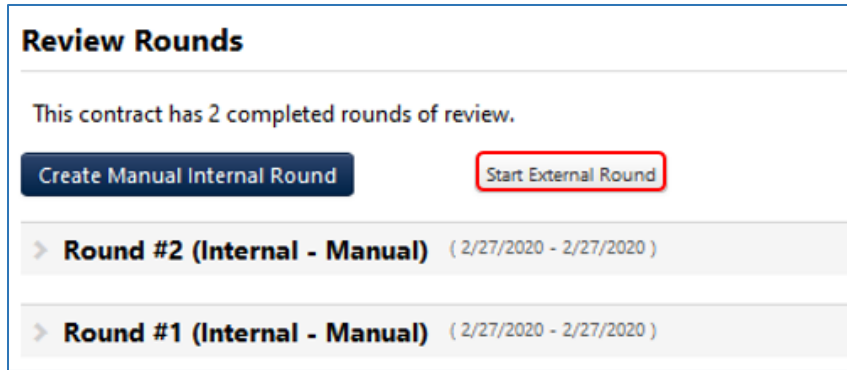 Review Rounds
This contract has 2 completed rounds of review.
Create Manual Internal Round Start External Round
Round #2 (Internal - Manual) ( 2/27/2020 - 2/27/2020 )
Round #1 (Internal - Manual) ( 2/27/2020 - 2/27/2020 )